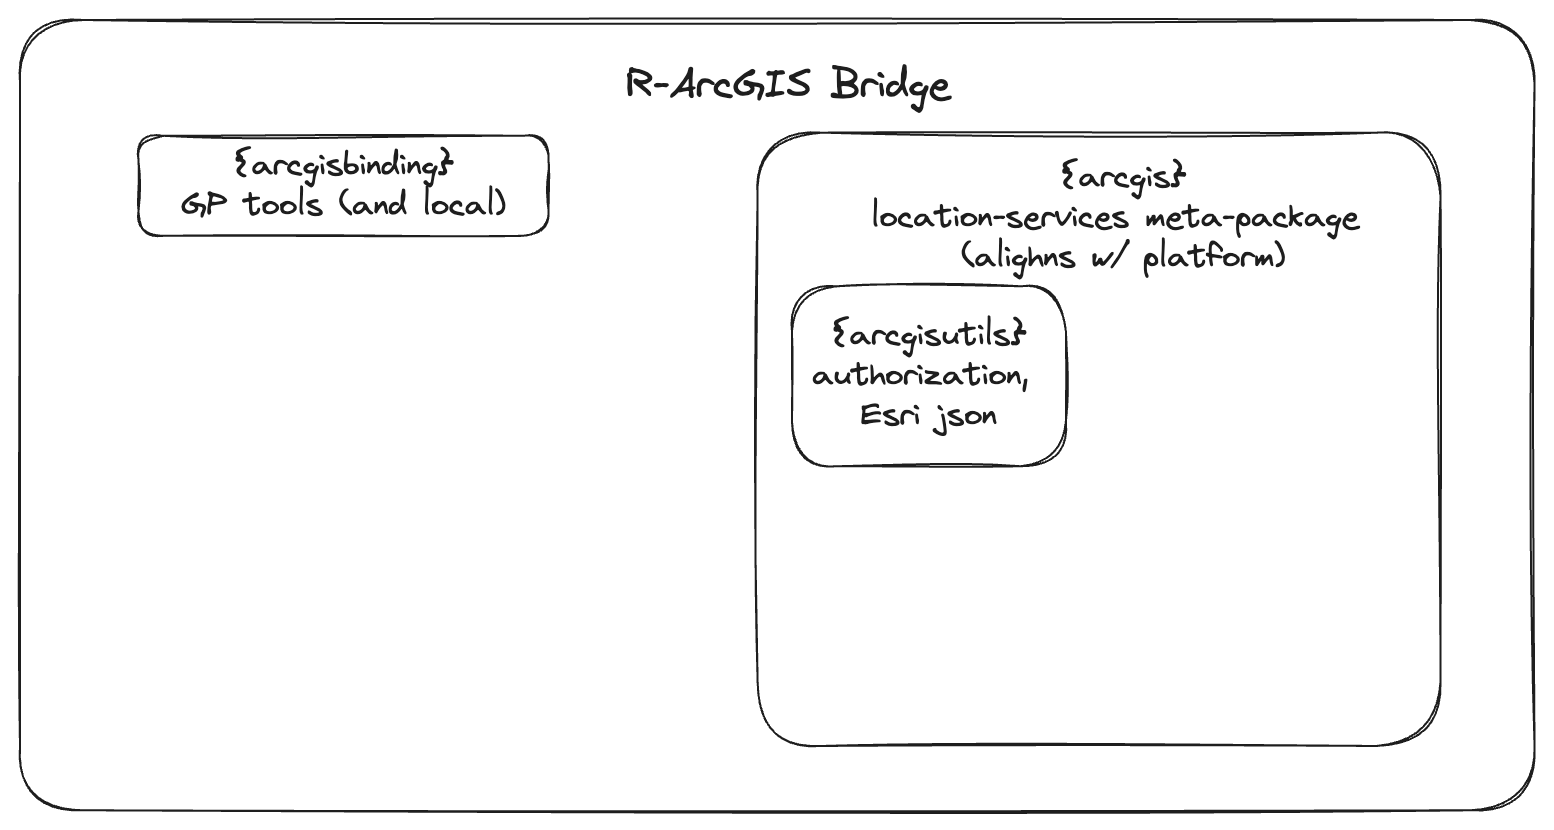 R-ArcGIS Bridge
{arcgisbinding}
GP tools (and local)
{arcgis}
location-services meta-package
(alighns w/ platform)
{arcgisutils}
authorization,
Esri json